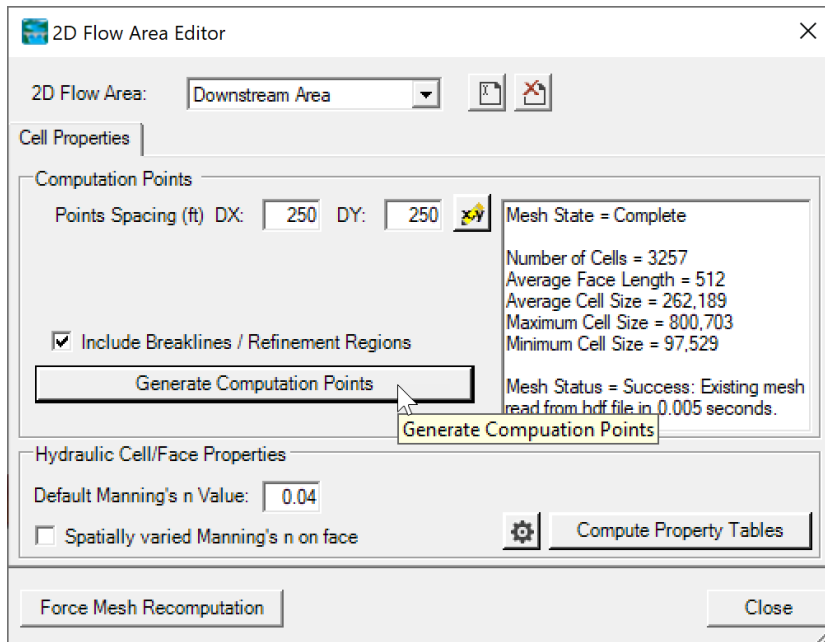 2D Flow Area Editor
2D Flow Area: Downstream Area
Cell Properties
Computation Points
Points Spacing (ft) DX: 250 DY: 250
Mesh State = Complete
Number of Cells = 3257
Average Face Length = 512
Average Cell Size = 262,189
Maximum Cell Size = 800,703
Minimum Cell Size = 97,529
Mesh Status = Success: Existing mesh
read from hdf file in 0.005 seconds.
Include Breaklines / Refinement Regions
Generate Computation Points
Generate Compuation Points
Hydraulic Cell/Face Properties
Default Manning's n Value: 0.04
Spatially varied Manning's n on face
Compute Property Tables
Force Mesh Recomputation
Close